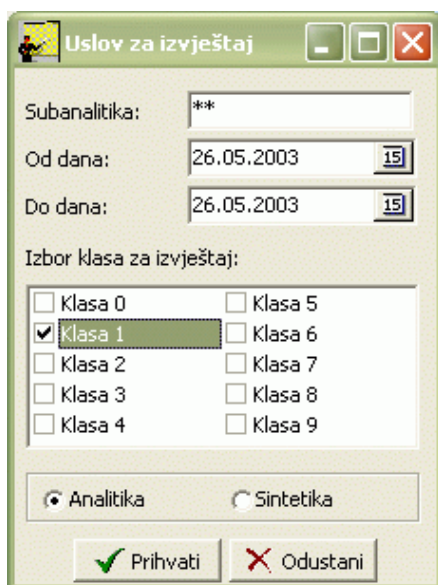 Uslov za izvještaj
Subanalitika: **
Od dana: 26.05.2003 15
Do dana: 26.05.2003 15
Izbor klasa za izvještaj:
Klasa 0 Klasa 5
Klasa 1 Klasa 6
Klasa 2 Klasa 7
Klasa 3 Klasa 8
Klasa 4 Klasa 9
Analitika Sintetika
Prihvati Odustani